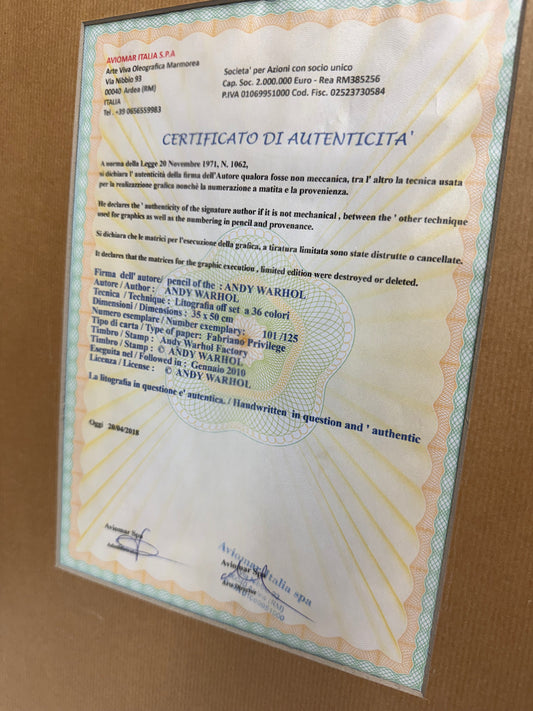 AVIOMAR ITALIA S.P.A
Arte Viva Oleografica Marmorea
Via Nibbio 93
00040 Ardea (RM)
ITALIA
Tel : +39 0656559983
Societa' per Azioni con socio unico
Cap. Soc. 2.000.000 Euro - Rea RM385256
P.IVA 01069951000 Cod. Fisc. 02523730584
CERTIFICATO DI AUTENTICITA'
A norma della Legge 20 Novembre 1971, N. 1062,
si dichiara l' autenticità della firma dell'Autore qualora fosse non meccanica, tra l' altro la tecnica usata
per la realizzazione grafica nonchè la numerazione a matita e la provenienza.
He declares the ' authenticity of the signature author if it is not mechanical , between the ' other technique
used for graphics as well as the numbering in pencil and provenance.
Si dichiara che le matrici per l'esecuzione della grafica, a tiratura limitata sono state distrutte o cancellate.
It declares that the matrices for the graphic execution , limited edition were destroyed or deleted.
Firma dell' autore/ pencil of the : ANDY WARHOL
Autore / Author : ANDY WARHOL
Tecnica / Technique : Litografia off set a 36 colori
Dimensioni / Dimensions : 35 x 50 cm
Numero esemplare / Number exemplary: 101 /125
Tipo di carta / Type of paper: Fabriano Privilege
Timbro / Stamp : Andy Warhol Factory
Timbro / Stamp : © ANDY WARHOL
Eseguita nel / Followed in : Gennaio 2010
Licenza / License : © ANDY WARHOL
La litografia in questione e' autentica. / Handwritten in question and ' authentic
Oggi 20/04/2018
Aviomar Spa
Aviomar Italia spa
Aviomar Spa
Art Director